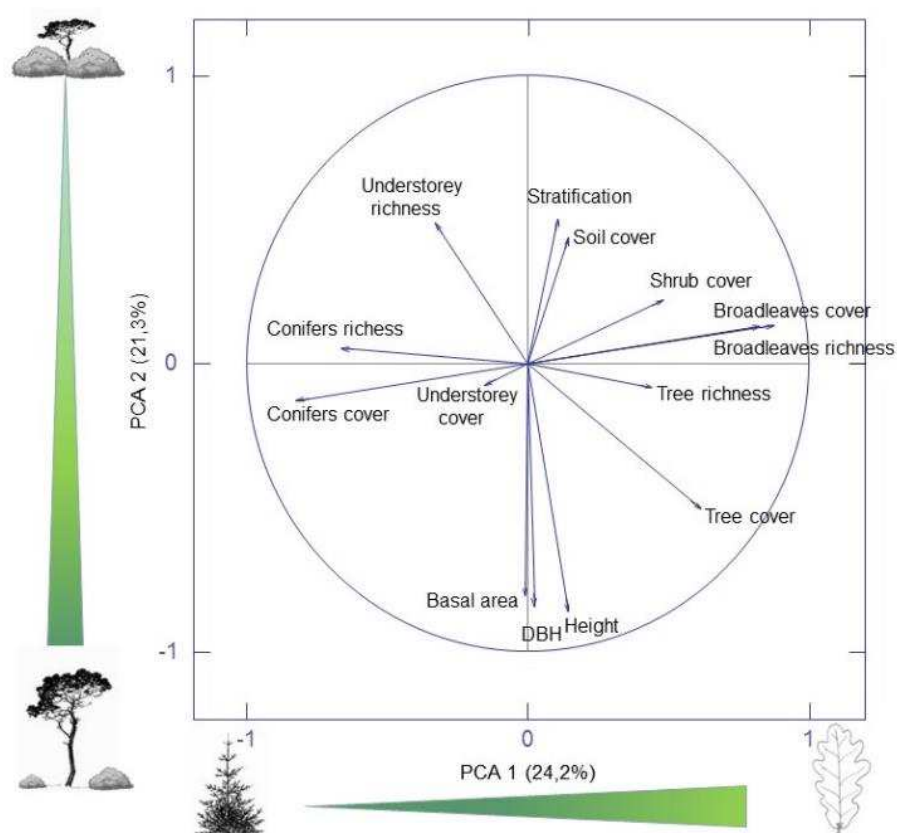 1
Understorey
richness
Stratification
Soil cover
Shrub cover
Broadleaves cover
Broadleaves richness
Conifers richess
PCA 2 (21,3%)
0
Conifers cover
Understorey
cover
Tree richness
Tree cover
Basal area
DBH
Height
-1
-1
0
1
PCA 1 (24,2%)